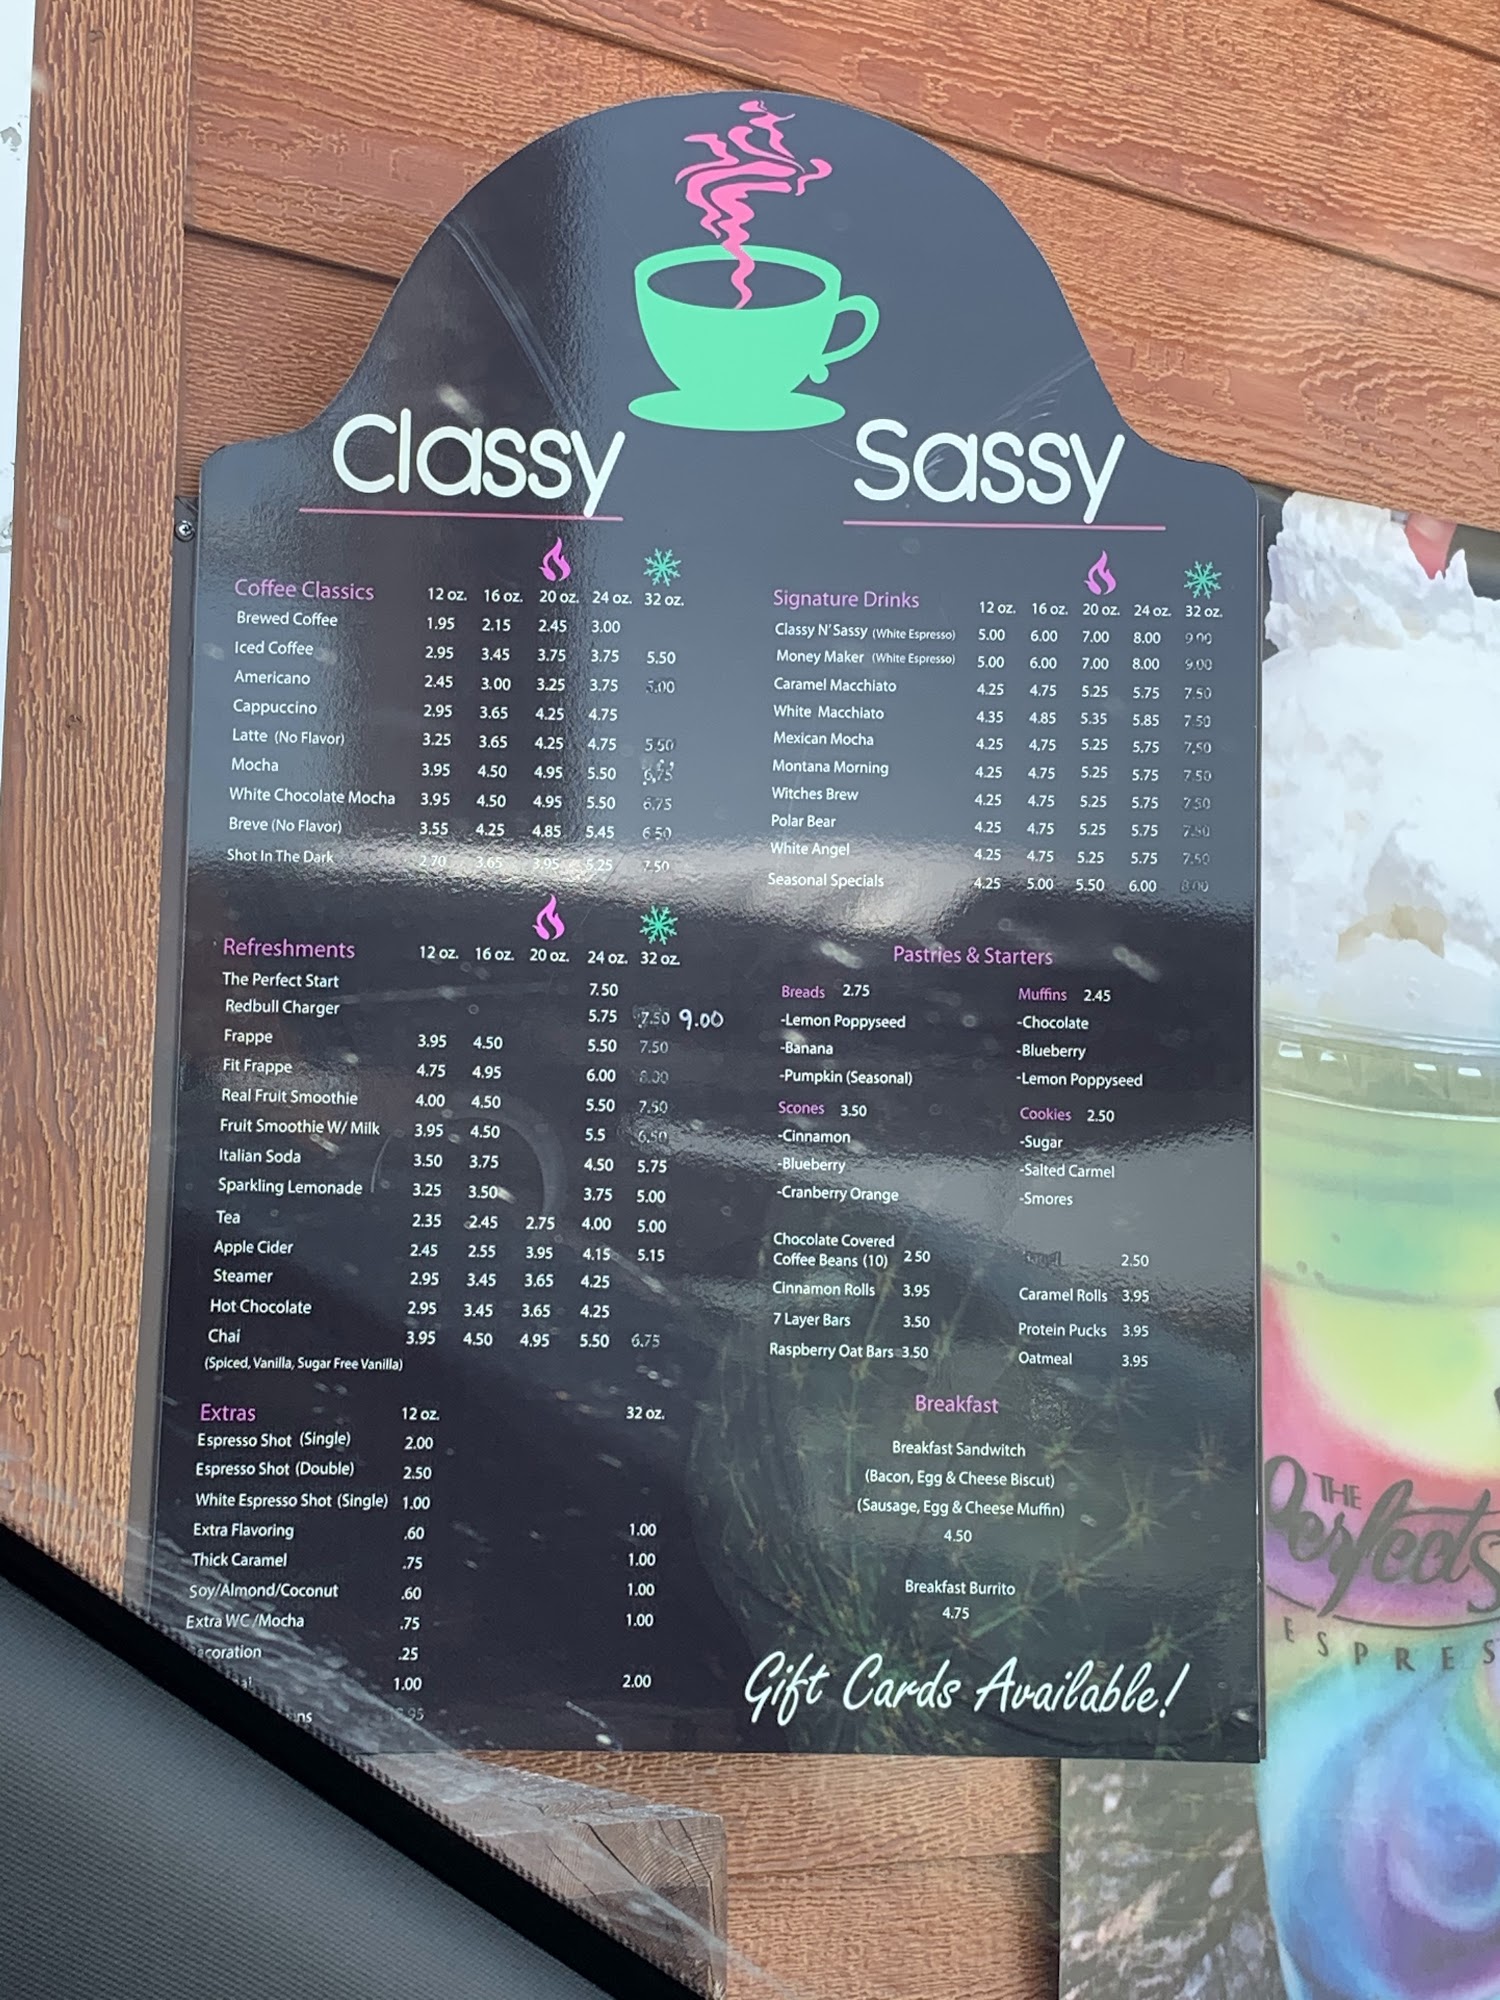 Classy
Sassy
Coffee Classics 12 oz. 16 oz. 20 oz. 24 oz. 32 oz.
Brewed Coffee 1.95 2.15 2.45 3.00
Iced Coffee 2.95 3.45 3.75 3.75 5.50
Americano 2.45 3.00 3.25 3.75 5.00
Cappuccino 2.95 3.65 4.25 4.75
Latte (No Flavor) 3.25 3.65 4.25 4.75 5.50
Mocha 3.95 4.50 4.95 5.50 6.75
White Chocolate Mocha 3.95 4.50 4.95 5.50 6.75
Breve (No Flavor) 3.55 4.25 4.85 5.45 6.50
Shot In The Dark 2.70 3.65 3.95 5.25 7.50
Refreshments 12 oz. 16 oz. 20 oz. 24 oz. 32 oz.
The Perfect Start 7.50
Redbull Charger 5.75 7.50 9.00
Frappe 3.95 4.50 5.50 7.50
Fit Frappe 4.75 4.95 6.00 8.00
Real Fruit Smoothie 4.00 4.50 5.50 7.50
Fruit Smoothie W/ Milk 3.95 4.50 5.5 6.50
Italian Soda 3.50 3.75 4.50 5.75
Sparkling Lemonade 3.25 3.50 3.75 5.00
Tea 2.35 2.45 2.75 4.00 5.00
Apple Cider 2.45 2.55 3.95 4.15 5.15
Steamer 2.95 3.45 3.65 4.25
Hot Chocolate 2.95 3.45 3.65 4.25
Chai 3.95 4.50 4.95 5.50 6.75
(Spiced, Vanilla, Sugar Free Vanilla)
Extras 12 oz. 32 oz.
Espresso Shot (Single) 2.00
Espresso Shot (Double) 2.50
White Espresso Shot (Single) 1.00
Extra Flavoring .60 1.00
Thick Caramel .75 1.00
Soy/Almond/Coconut .60 1.00
Extra WC /Mocha .75 1.00
.25
1.00 2.00
Signature Drinks 12 oz. 16 oz. 20 oz. 24 oz. 32 oz.
Classy N' Sassy (White Espresso) 5.00 6.00 7.00 8.00 9.00
Money Maker (White Espresso) 5.00 6.00 7.00 8.00 9.00
Caramel Macchiato 4.25 4.75 5.25 5.75 7.50
White Macchiato 4.35 4.85 5.35 5.85 7.50
Mexican Mocha 4.25 4.75 5.25 5.75 7.50
Montana Morning 4.25 4.75 5.25 5.75 7.50
Witches Brew 4.25 4.75 5.25 5.75 7.50
Polar Bear 4.25 4.75 5.25 5.75 7.50
White Angel 4.25 4.75 5.25 5.75 7.50
Seasonal Specials 4.25 5.00 5.50 6.00 8.00
Pastries & Starters
Breads 2.75
-Lemon Poppyseed
-Banana
-Pumpkin (Seasonal)
Scones 3.50
-Cinnamon
-Blueberry
-Cranberry Orange
Chocolate Covered
Coffee Beans (10) 2.50
Cinnamon Rolls 3.95
7 Layer Bars 3.50
Raspberry Oat Bars 3.50
Muffins 2.45
-Chocolate
-Blueberry
-Lemon Poppyseed
Cookies 2.50
-Sugar
-Salted Carmel
-Smores
2.50
Caramel Rolls 3.95
Protein Pucks 3.95
Oatmeal 3.95
Breakfast
Breakfast Sandwitch
(Bacon, Egg & Cheese Biscut)
(Sausage, Egg & Cheese Muffin)
4.50
Breakfast Burrito
4.75
Gift Cards Available!
THE
Perfects
ESPRES